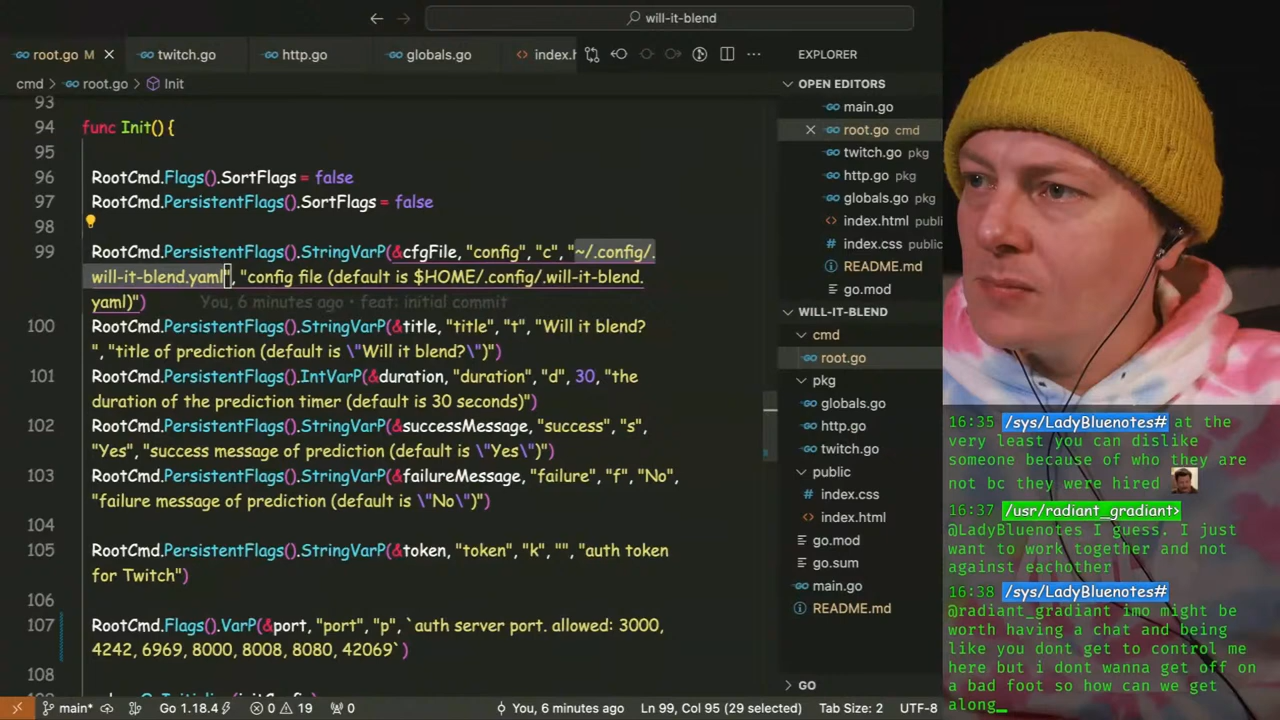 will-it-blend
root.go M
twitch.go
http.go
globals.go
index.h
EXPLORER
cmd
root.go
Init
OPEN EDITORS
main.go
root.go cmd
twitch.go pkg
http.go pkg
globals.go pkg
index.html publi
index.css public
README.md
go.mod
WILL-IT-BLEND
cmd
root.go
pkg
globals.go
http.go
twitch.go
public
index.css
index.html
go.mod
go.sum
main.go
README.md
GO
93
94 func Init() {
95
96 RootCmd.Flags().SortFlags = false
97 RootCmd.PersistentFlags().SortFlags = false
98
99 RootCmd.PersistentFlags().StringVarP(&cfgFile, "config", "c", "~/.config/.
will-it-blend.yaml", "config file (default is $HOME/.config/.will-it-blend.
yaml)") You, 6 minutes ago • feat: initial commit
100 RootCmd.PersistentFlags().StringVarP(&title, "title", "t", "Will it blend?
", "title of prediction (default is \"Will it blend?\")")
101 RootCmd.PersistentFlags().IntVarP(&duration, "duration", "d", 30, "the
duration of the prediction timer (default is 30 seconds)")
102 RootCmd.PersistentFlags().StringVarP(&successMessage, "success", "s",
"Yes", "success message of prediction (default is \"Yes\")")
103 RootCmd.PersistentFlags().StringVarP(&failureMessage, "failure", "f", "No",
"failure message of prediction (default is \"No\")")
104
105 RootCmd.PersistentFlags().StringVarP(&token, "token", "k", "", "auth token
for Twitch")
106
107 RootCmd.Flags().VarP(&port, "port", "p", `auth server port. allowed: 3000,
4242, 6969, 8000, 8008, 8080, 42069`)
108
main*
Go 1.18.4
0 19
0
You, 6 minutes ago
Ln 99, Col 95 (29 selected)
Tab Size: 2
UTF-8
16:35 /sys/LadyBluenotes# at the
very least you can dislike
someone because of who they are
not bc they were hired
16:37 /usr/radiant_gradiant>
@LadyBluenotes I guess. I just
want to work together and not
against eachother
16:38 /sys/LadyBluenotes#
@radiant_gradiant imo might be
worth having a chat and being
like you dont get to control me
here but i dont wanna get off on
a bad foot so how can we get
along_